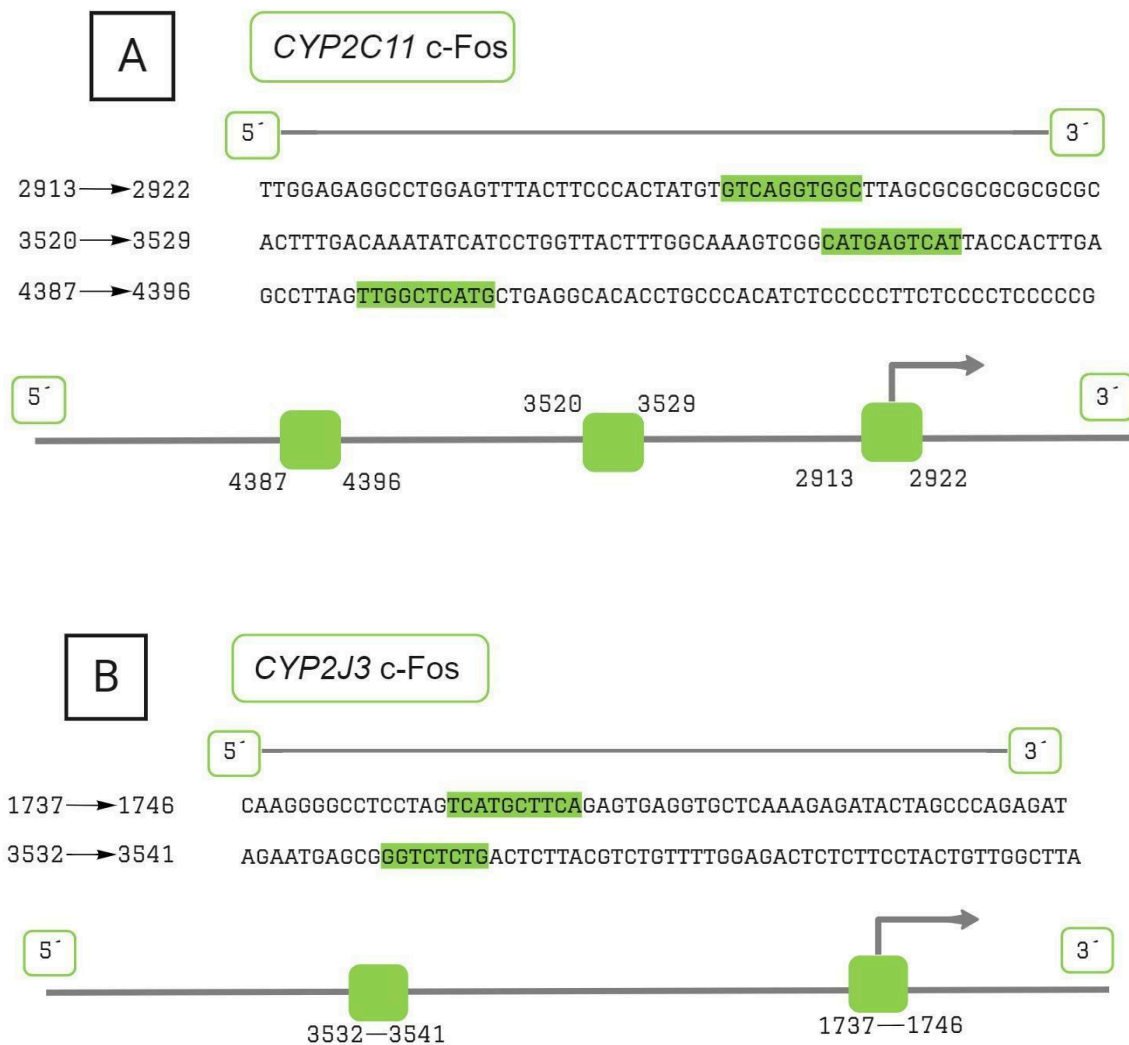 A
CYP2C11 c-Fos
5´ 3´
2913→2922 TTGGAGAGGCCTGGAGTTTACTTCCCACTATGTGTCAGGTGGCTTAGCGCGCGCGCGCGC
3520→3529 ACTTTGACAAATATCATCCTGGTTACTTTGGCAAAGTCGGCATGAGTCATTACCACTTGA
4387→4396 GCCTTAGTTGGCTCATGCTGAGGCACACCTGCCCACATCTCCCCCTTCTCCCCTCCCCCG
5´ 3´
3520 3529
4387 4396 2913 2922
B
CYP2J3 c-Fos
5´ 3´
1737→1746 CAAGGGGCCTCCTAGTCATGCTTCAGAGTGAGGTGCTCAAAGAGATACTAGCCCAGAGAT
3532→3541 AGAATGAGCGGGTCTCTGACTCTTACGTCTGTTTTGGAGACTCTCTTCCTACTGTTGGCTTA
5´ 3´
3532—3541 1737—1746